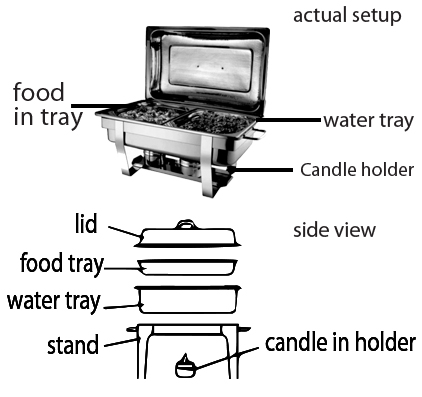 actual setup
food
in tray
water tray
Candle holder
lid
side view
food tray
water tray
stand
candle in holder